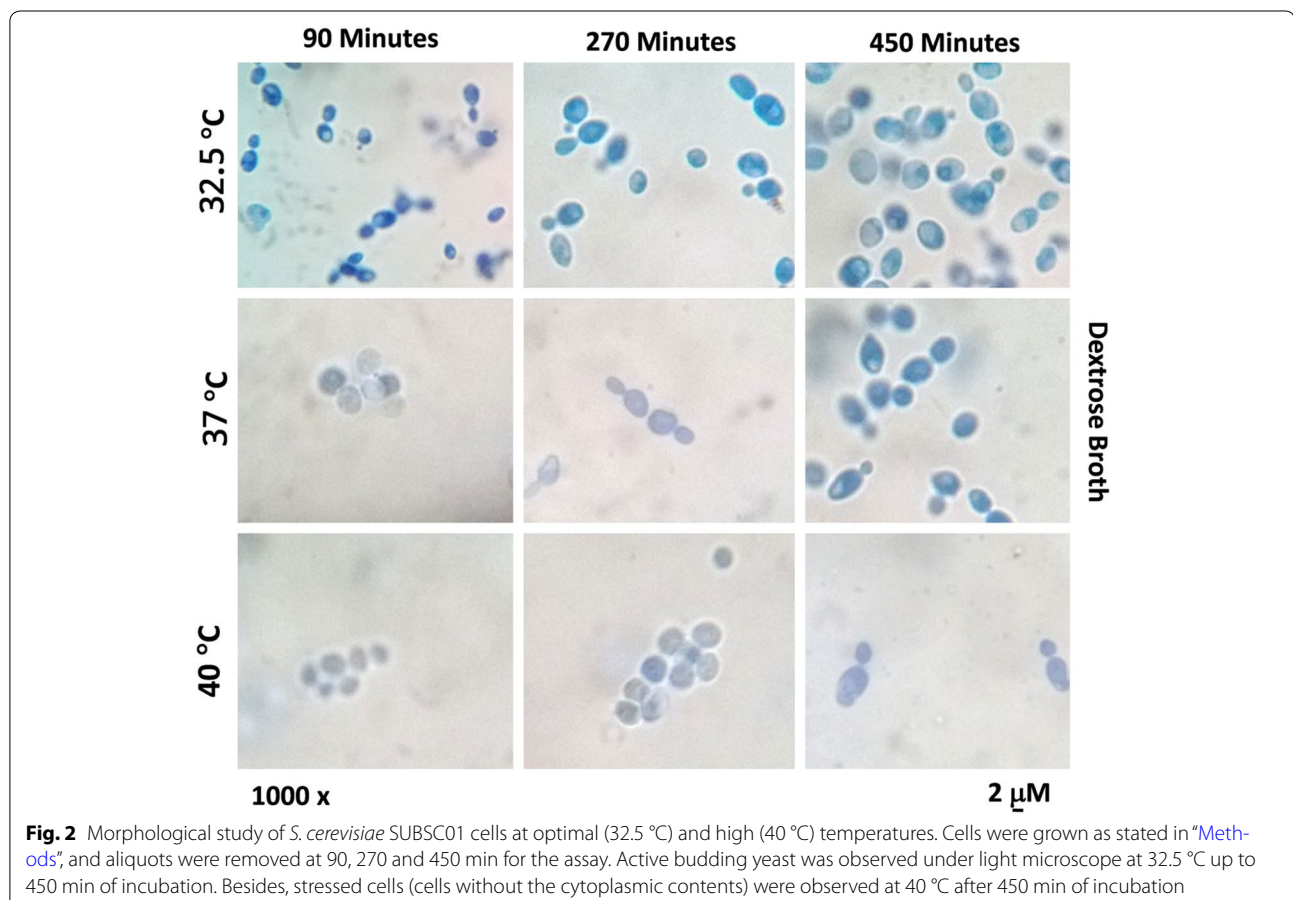 90 Minutes 270 Minutes 450 Minutes
32.5 °C
37 °C
Dextrose Broth
40 °C
1000 x 2 μM
Fig. 2 Morphological study of S. cerevisiae SUBSC01 cells at optimal (32.5 °C) and high (40 °C) temperatures. Cells were grown as stated in “Meth-
ods”, and aliquots were removed at 90, 270 and 450 min for the assay. Active budding yeast was observed under light microscope at 32.5 °C up to
450 min of incubation. Besides, stressed cells (cells without the cytoplasmic contents) were observed at 40 °C after 450 min of incubation